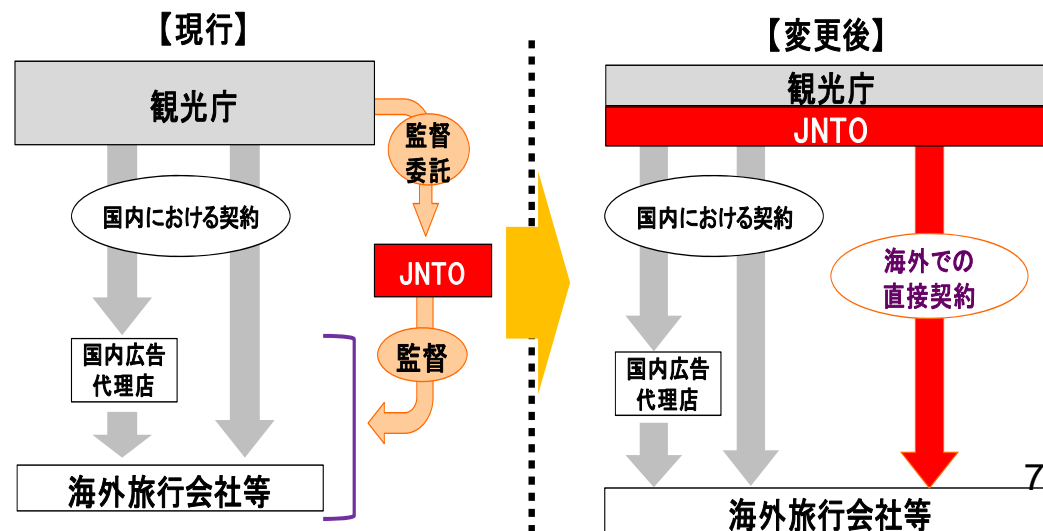 【現行】
観光庁
監督
委託
国内における契約
JNTO
国内広告
代理店
監督
海外旅行会社等
【変更後】
観光庁
JNTO
国内における契約
海外での
直接契約
国内広告
代理店
海外旅行会社等
7